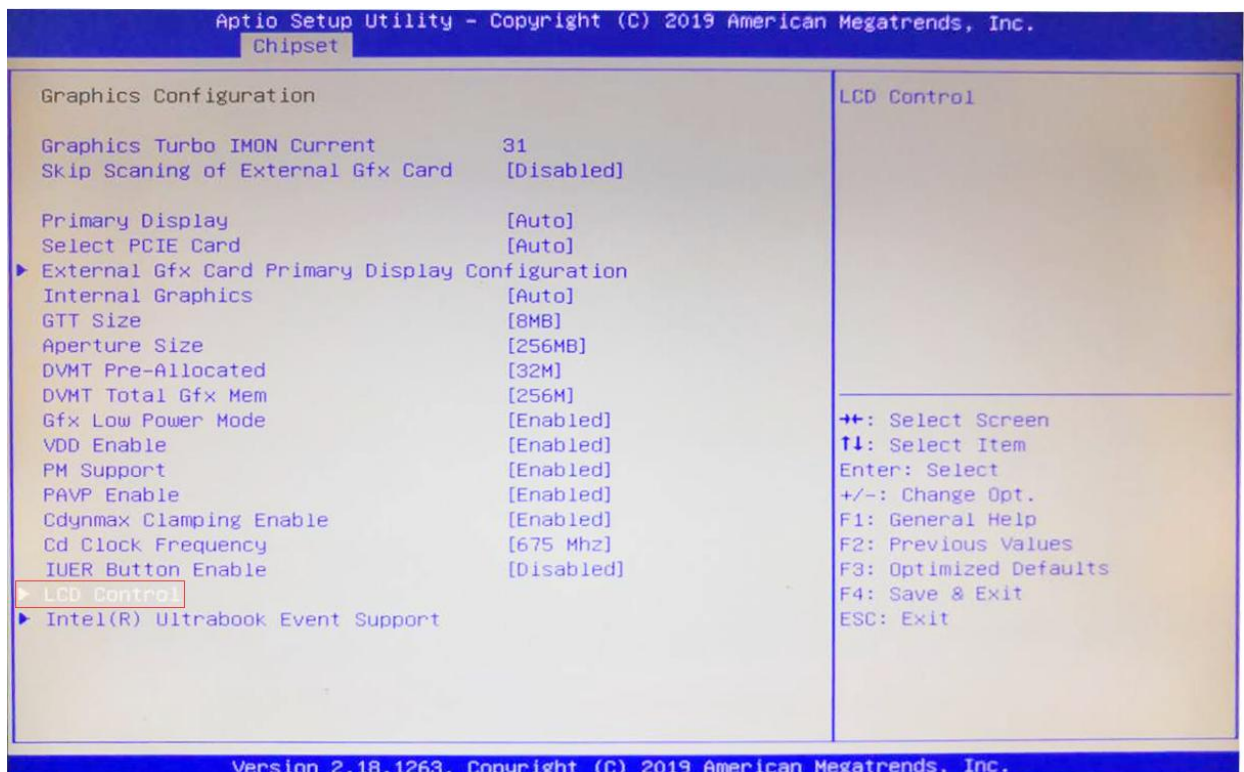 Aptio Setup Utility – Copyright (C) 2019 American Megatrends, Inc.
Chipset
Graphics Configuration
Graphics Turbo IMON Current 31
Skip Scaning of External Gfx Card [Disabled]
Primary Display [Auto]
Select PCIE Card [Auto]
External Gfx Card Primary Display Configuration
Internal Graphics [Auto]
GTT Size [8MB]
Aperture Size [256MB]
DVMT Pre-Allocated [32M]
DVMT Total Gfx Mem [256M]
Gfx Low Power Mode [Enabled]
VDD Enable [Enabled]
PM Support [Enabled]
PAVP Enable [Enabled]
Cdynmax Clamping Enable [Enabled]
Cd Clock Frequency [675 Mhz]
IUER Button Enable [Disabled]
LCD Control
Intel(R) Ultrabook Event Support
LCD Control
→←: Select Screen
↑↓: Select Item
Enter: Select
+/-: Change Opt.
F1: General Help
F2: Previous Values
F3: Optimized Defaults
F4: Save & Exit
ESC: Exit
Version 2.18.1263. Copyright (C) 2019 American Megatrends, Inc.